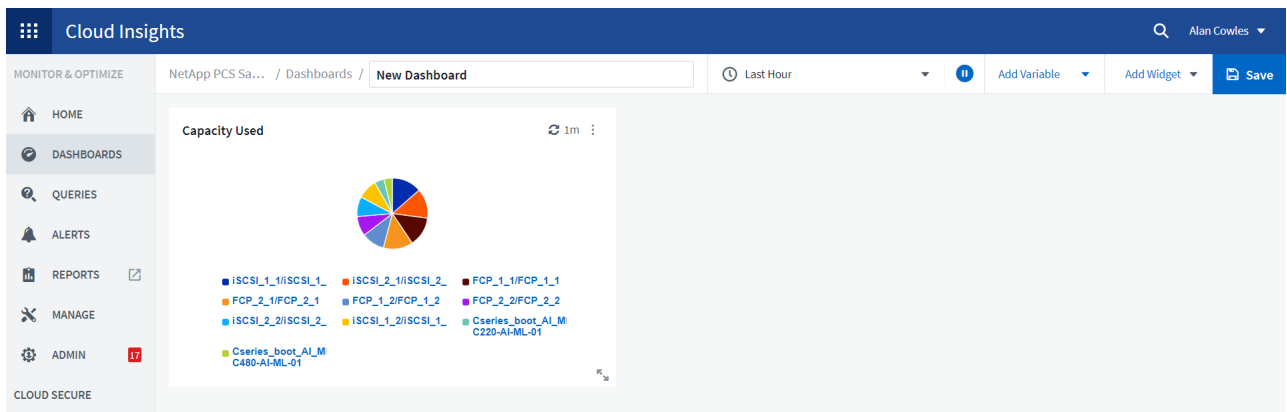 Cloud Insights
Alan Cowles
MONITOR & OPTIMIZE
NetApp PCS Sa... / Dashboards / New Dashboard
Last Hour
Add Variable
Add Widget
Save
HOME
DASHBOARDS
QUERIES
ALERTS
REPORTS
MANAGE
ADMIN
17
CLOUD SECURE
Capacity Used
1m
iSCSI_1_1/iSCSI_1_
iSCSI_2_1/iSCSI_2_
FCP_1_1/FCP_1_1
FCP_2_1/FCP_2_1
FCP_1_2/FCP_1_2
FCP_2_2/FCP_2_2
iSCSI_2_2/iSCSI_2_
iSCSI_1_2/iSCSI_1_
Cseries_boot_AI_M
C220-AI-ML-01
Cseries_boot_AI_M
C480-AI-ML-01